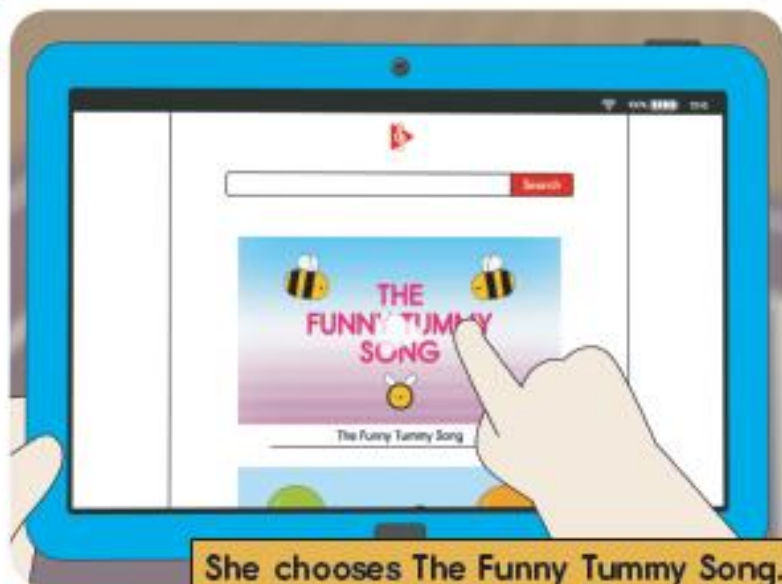 Search
THE
FUNNY TUMMY
SONG
The Funny Tummy Song
She chooses The Funny Tummy Song.